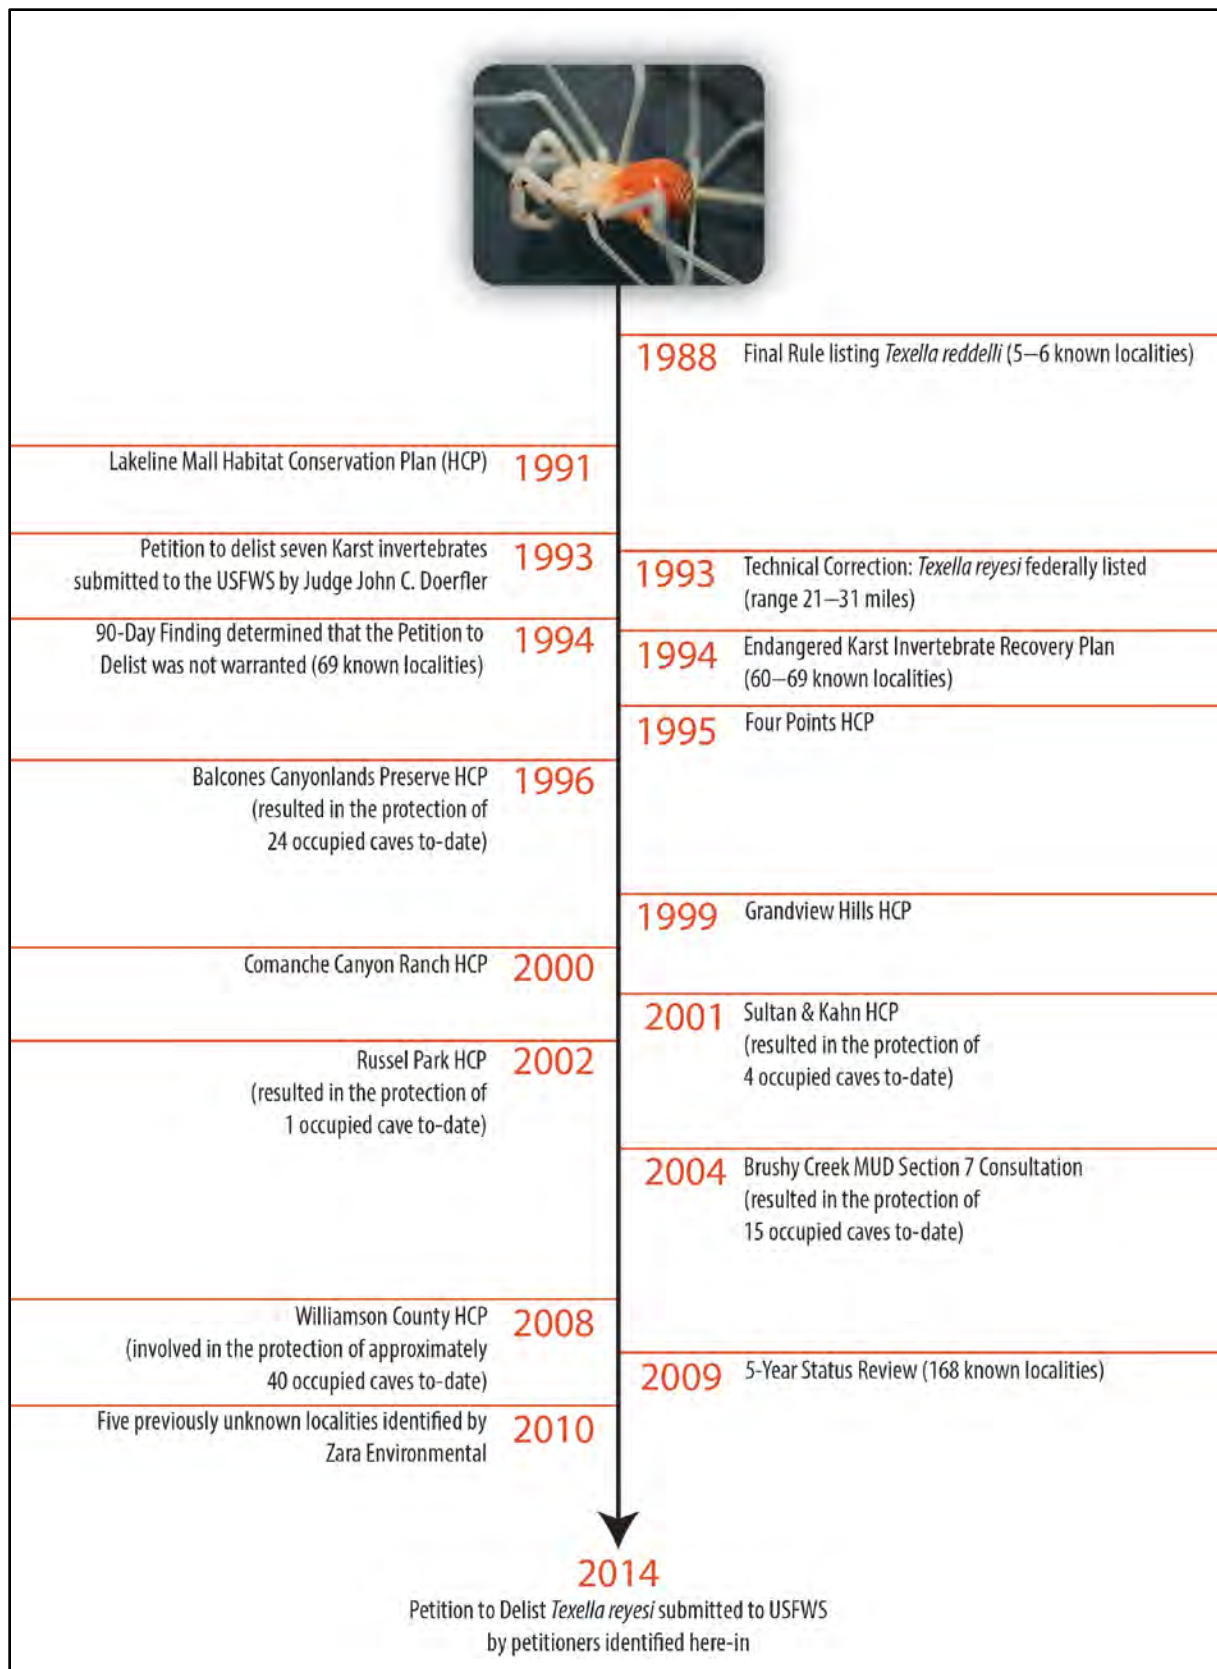 1988
Final Rule listing Texella reddelli (5–6 known localities)
Lakeline Mall Habitat Conservation Plan (HCP)
1991
Petition to delist seven Karst invertebrates
submitted to the USFWS by Judge John C. Doerfler
1993
1993
Technical Correction: Texella reyesi federally listed
(range 21–31 miles)
90-Day Finding determined that the Petition to
Delist was not warranted (69 known localities)
1994
1994
Endangered Karst Invertebrate Recovery Plan
(60–69 known localities)
1995
Four Points HCP
Balcones Canyonlands Preserve HCP
(resulted in the protection of
24 occupied caves to-date)
1996
1999
Grandview Hills HCP
Comanche Canyon Ranch HCP
2000
2001
Sultan & Kahn HCP
(resulted in the protection of
4 occupied caves to-date)
Russel Park HCP
(resulted in the protection of
1 occupied cave to-date)
2002
2004
Brushy Creek MUD Section 7 Consultation
(resulted in the protection of
15 occupied caves to-date)
Williamson County HCP
(involved in the protection of approximately
40 occupied caves to-date)
2008
2009
5-Year Status Review (168 known localities)
Five previously unknown localities identified by
Zara Environmental
2010
2014
Petition to Delist Texella reyesi submitted to USFWS
by petitioners identified here-in